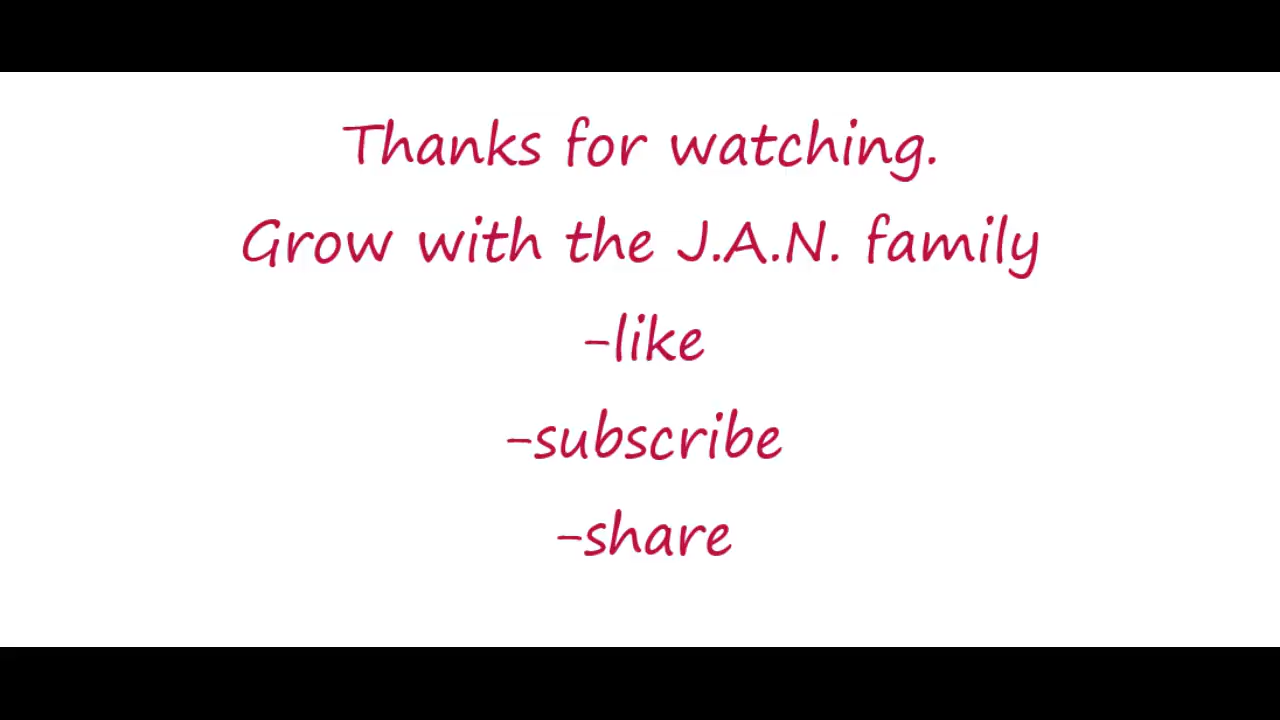 Thanks for watching.
Grow with the J.A.N. family
-like
-subscribe
-share